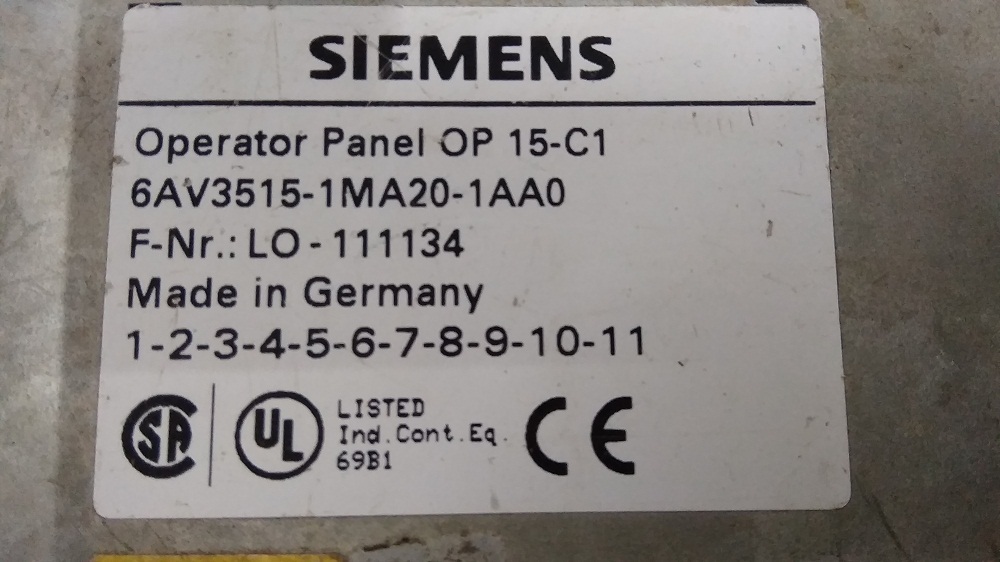 SIEMENS
Operator Panel OP 15-C1
6AV3515-1MA20-1AA0
F-Nr.: LO - 111134
Made in Germany
1-2-3-4-5-6-7-8-9-10-11
SA
UL
LISTED
Ind.Cont.Eq.
69B1
CE